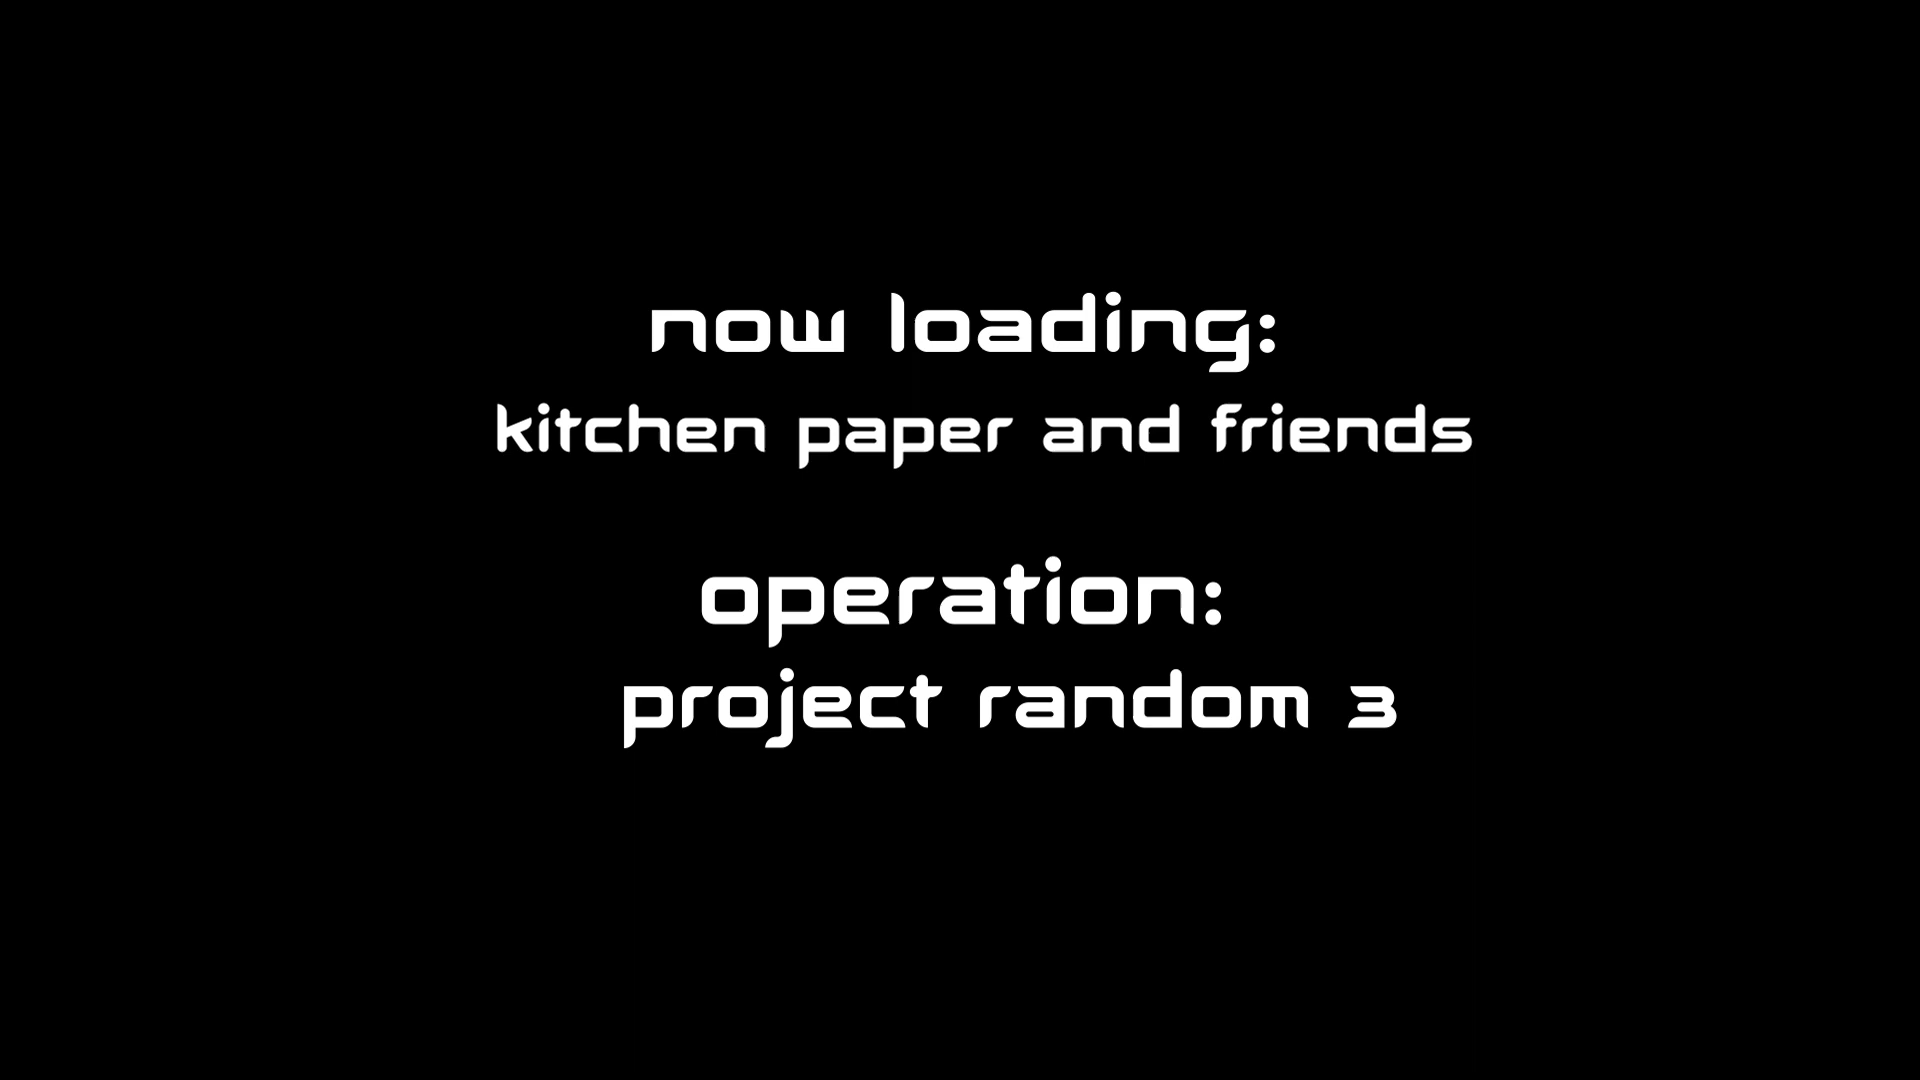 now loading:
kitchen paper and friends
operation:
project random 3